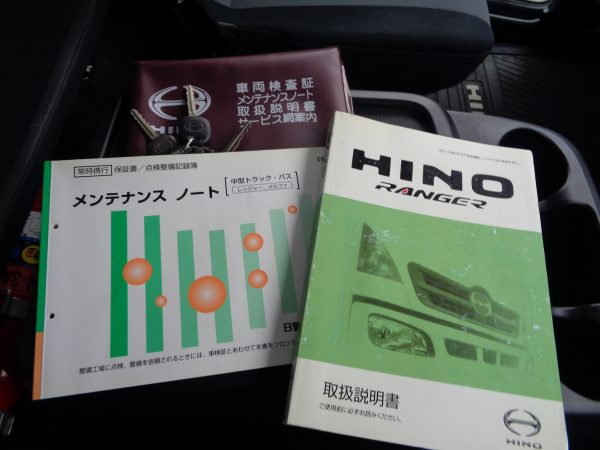 車両検査証
メンテナンスノート
取扱説明書
サービス網案内
HINO
常時携行 保証書/点検整備記録簿
メンテナンス ノート
中型トラック・バス
レンジャー、メルファ
日野
整備工場に点検、整備を依頼されるときには、車検証とあわせて本書をフロント
HINO
RANGER
取扱説明書
ご使用前に必ずお読みください。
HINO